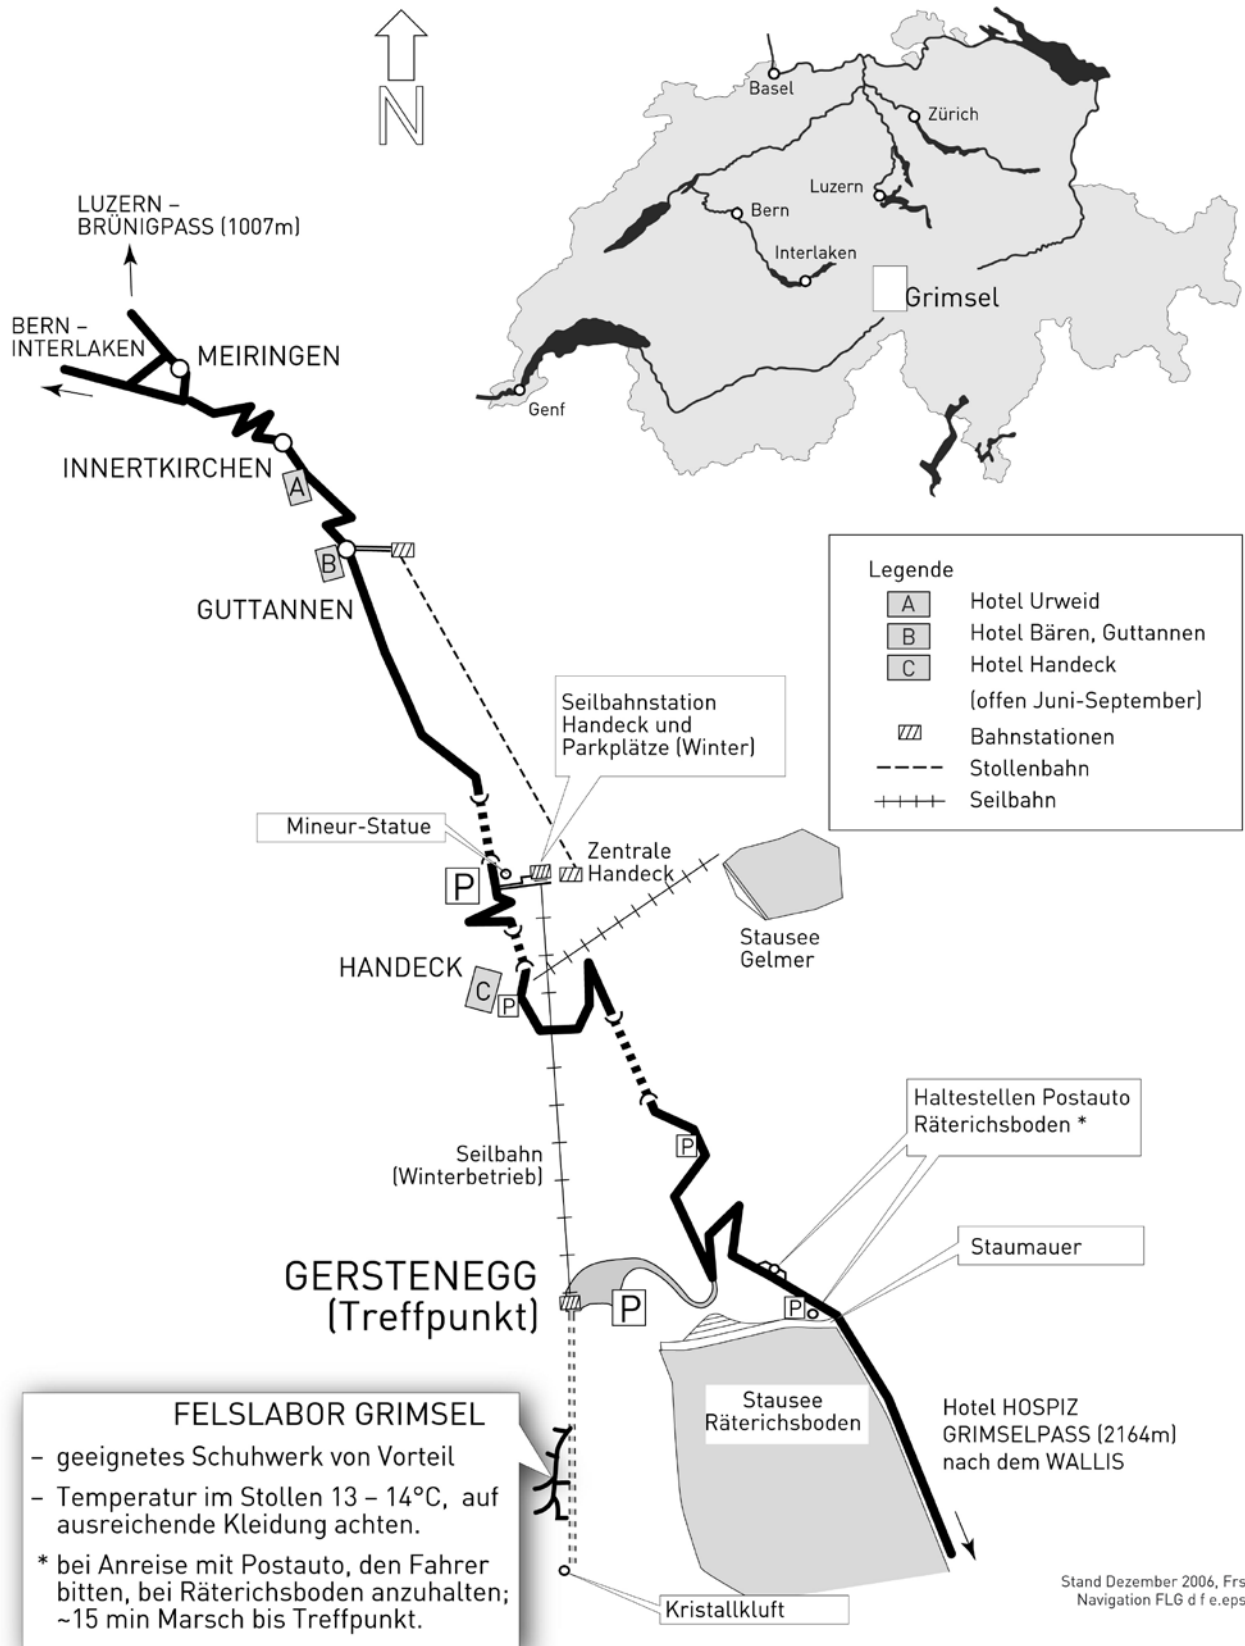 N
Basel
Zürich
Luzern
Bern
Interlaken
Grimsel
Genf
LUZERN –
BRÜNIGPASS (1007m)
BERN –
INTERLAKEN
MEIRINGEN
INNERTKIRCHEN
A
B
GUTTANNEN
Legende
A Hotel Urweid
B Hotel Bären, Guttannen
C Hotel Handeck
(offen Juni-September)
Bahnstationen
Stollenbahn
Seilbahn
Seilbahnstation
Handeck und
Parkplätze (Winter)
Mineur-Statue
P
Zentrale
Handeck
Stausee
Gelmer
HANDECK
C
P
Haltestellen Postauto
Räterichsboden *
P
Seilbahn
(Winterbetrieb)
Staumauer
GERSTENEGG
(Treffpunkt)
P
P
Stausee
Räterichsboden
Hotel HOSPIZ
GRIMSELPASS (2164m)
nach dem WALLIS
FELSLABOR GRIMSEL
– geeignetes Schuhwerk von Vorteil
– Temperatur im Stollen 13 – 14°C, auf
ausreichende Kleidung achten.
* bei Anreise mit Postauto, den Fahrer
bitten, bei Räterichsboden anzuhalten;
~15 min Marsch bis Treffpunkt.
Kristallkluft
Stand Dezember 2006, Frs
Navigation FLG d f e.eps